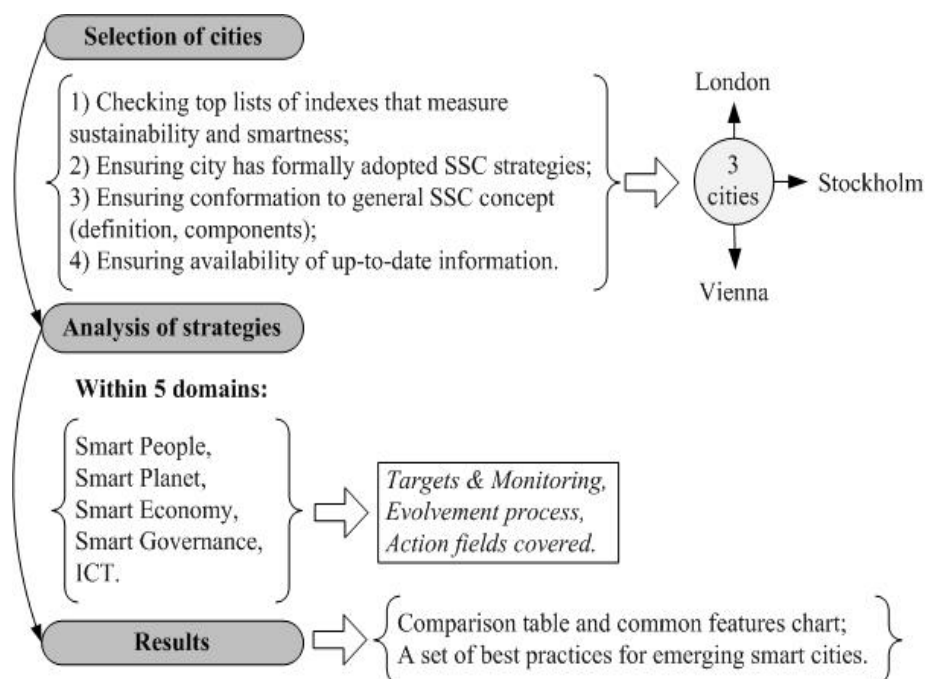 Selection of cities
1) Checking top lists of indexes that measure
sustainability and smartness;
2) Ensuring city has formally adopted SSC strategies;
3) Ensuring conformation to general SSC concept
(definition, components);
4) Ensuring availability of up-to-date information.
London
3
cities
Stockholm
Vienna
Analysis of strategies
Within 5 domains:
Smart People,
Smart Planet,
Smart Economy,
Smart Governance,
ICT.
Targets & Monitoring,
Evolvement process,
Action fields covered.
Results
Comparison table and common features chart;
A set of best practices for emerging smart cities.